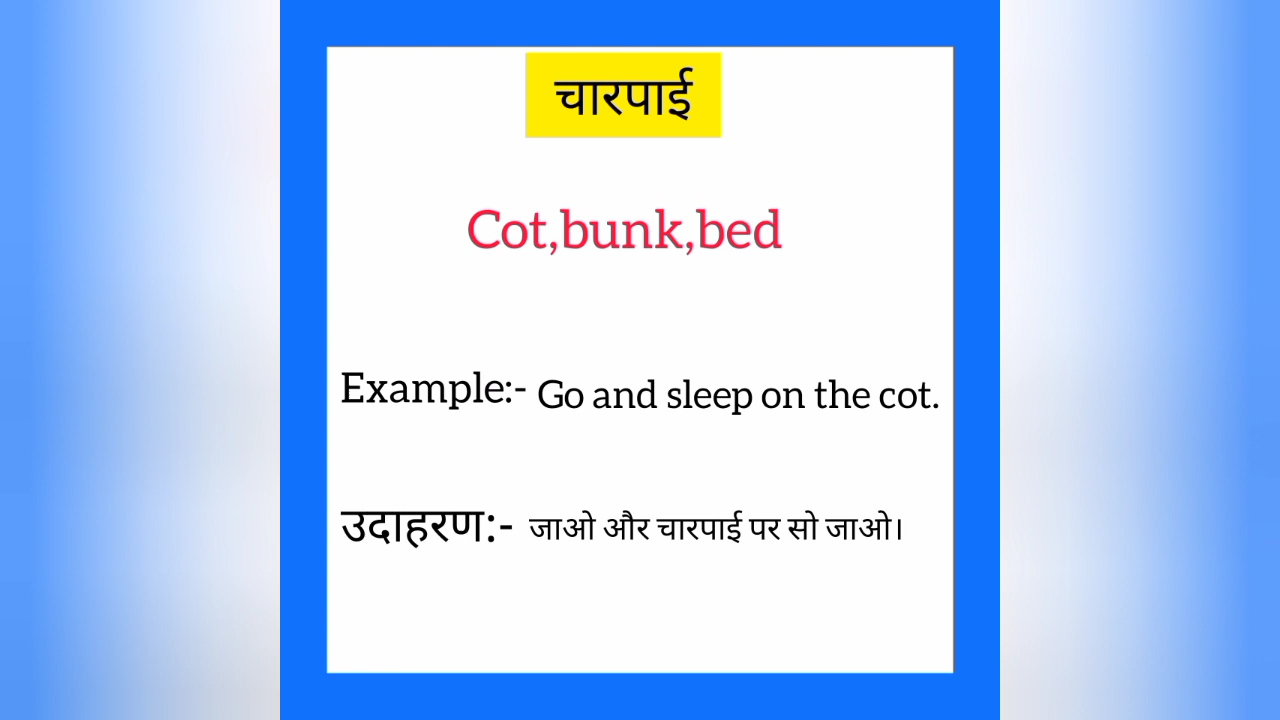 चारपाई
Cot,bunk,bed
Example:- Go and sleep on the cot.
उदाहरण:- जाओ और चारपाई पर सो जाओ।